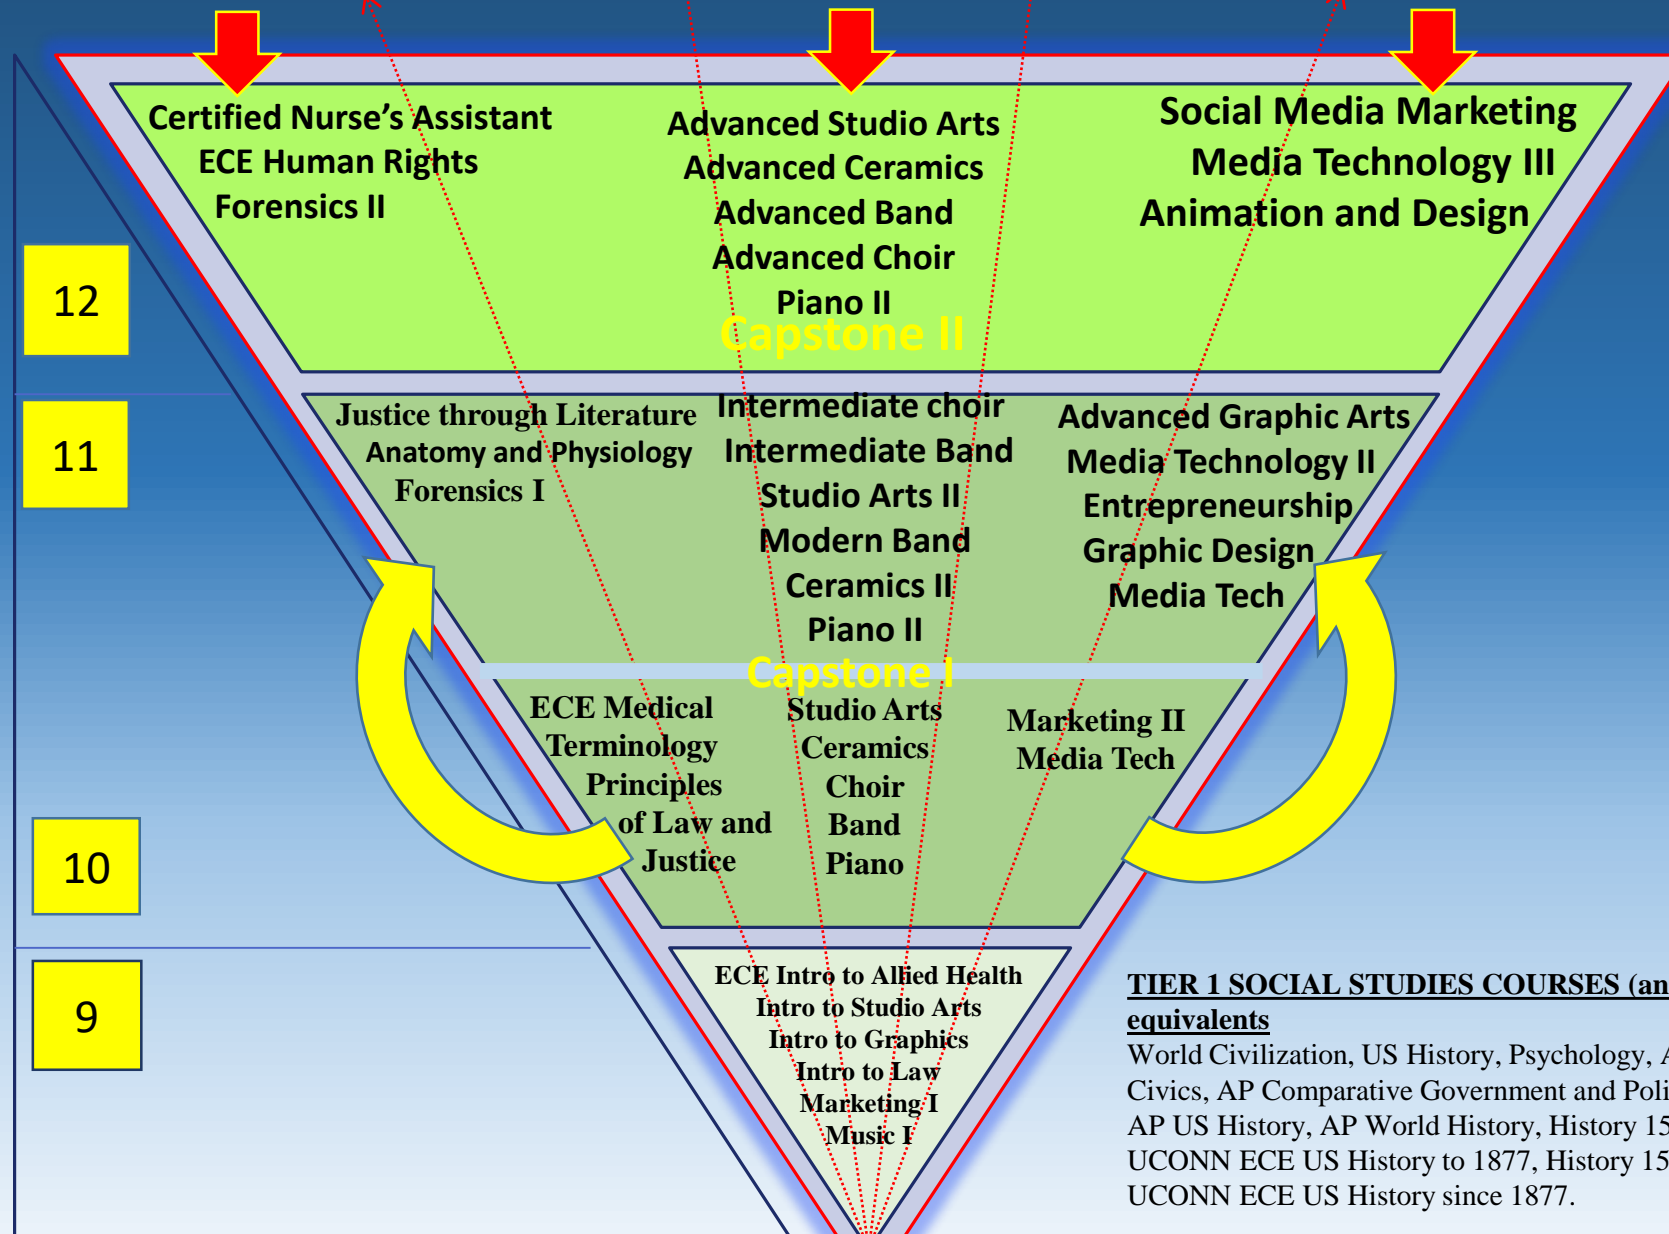 Certified Nurse's Assistant
ECE Human Rights
Forensics II
Advanced Studio Arts
Advanced Ceramics
Advanced Band
Advanced Choir
Piano II
Social Media Marketing
Media Technology III
Animation and Design
12
Capstone II
11
Justice through Literature
Anatomy and Physiology
Forensics I
Intermediate choir
Intermediate Band
Studio Arts II
Modern Band
Ceramics II
Piano II
Advanced Graphic Arts
Media Technology II
Entrepreneurship
Graphic Design
Media Tech
Capstone I
10
ECE Medical
Terminology
Principles
of Law and
Justice
Studio Arts
Ceramics
Choir
Band
Piano
Marketing II
Media Tech
9
ECE Intro to Allied Health
Intro to Studio Arts
Intro to Graphics
Intro to Law
Marketing I
Music I
TIER 1 SOCIAL STUDIES COURSES
equivalents
World Civilization, US History, Psychology,
Civics, AP Comparative Government and
AP US History, AP World History, History
UCONN ECE US History to 1877, History
UCONN ECE US History since 1877.